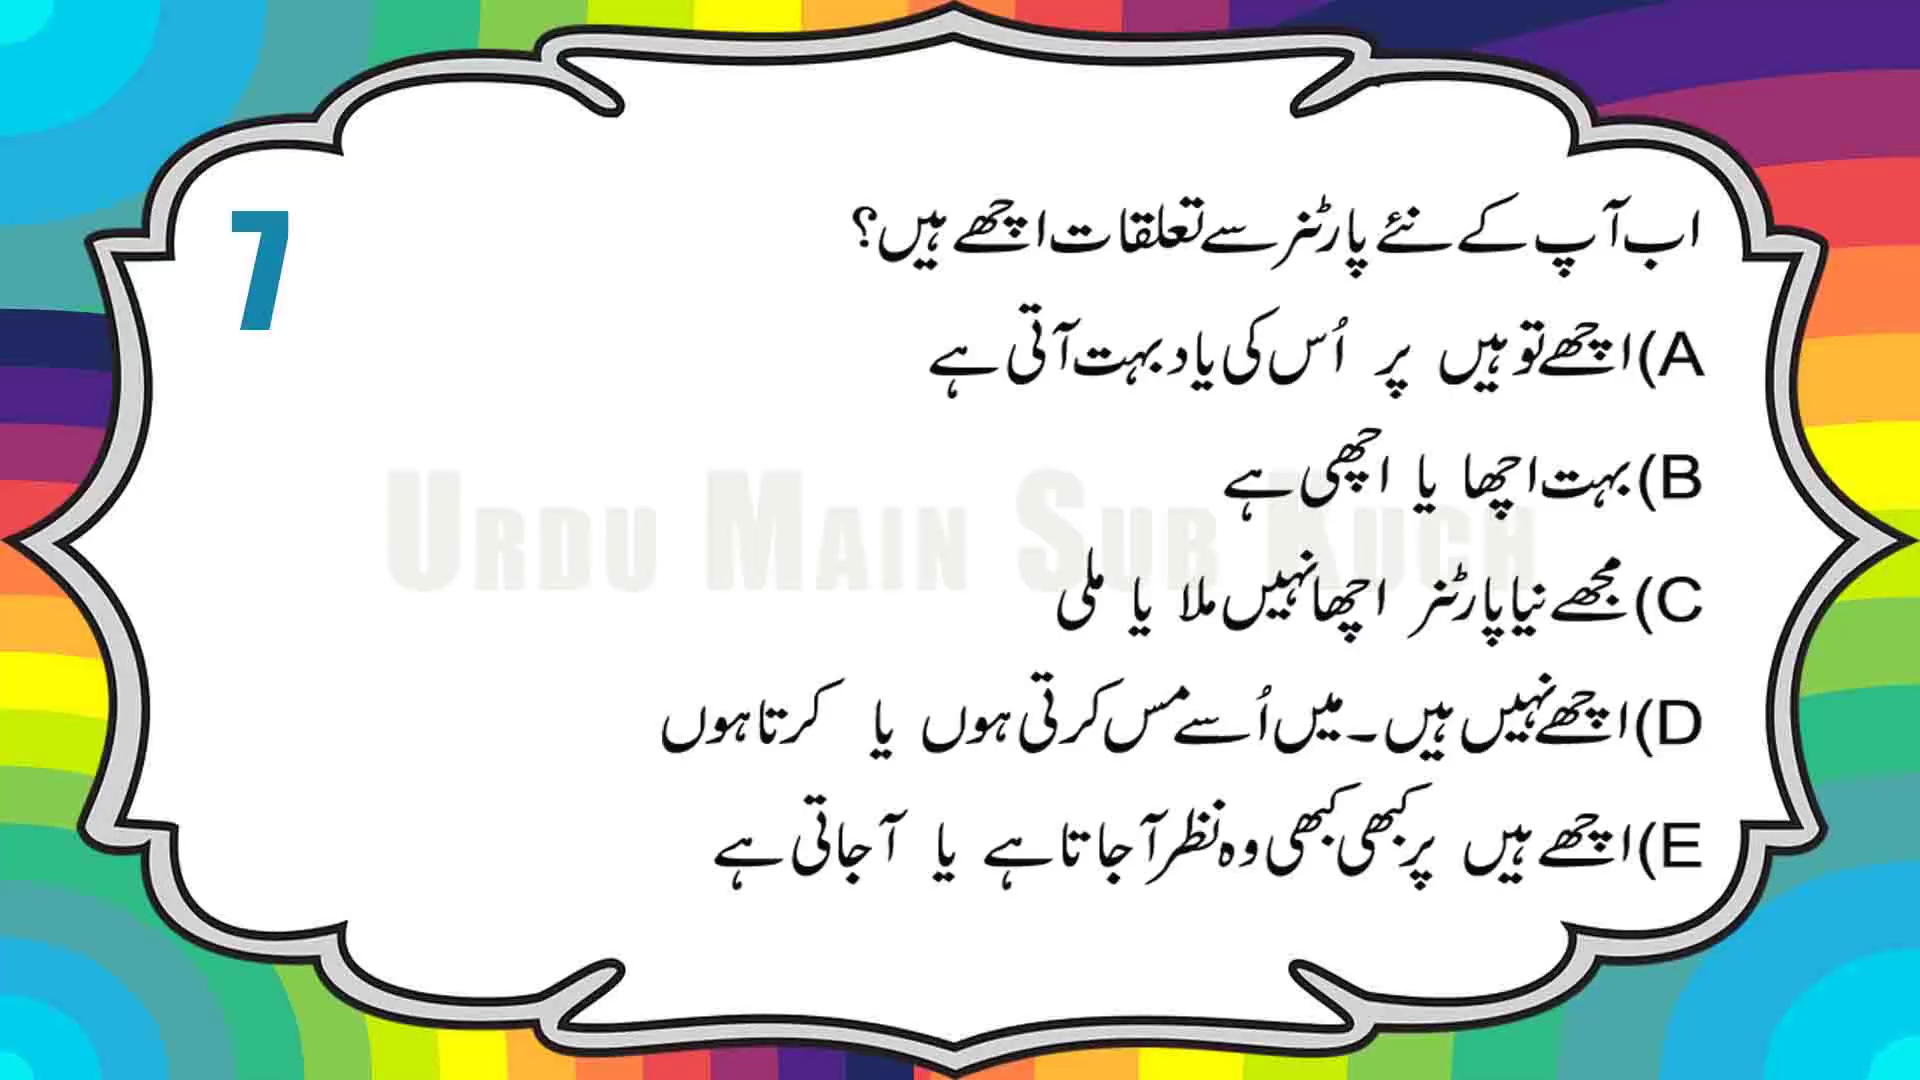 7
اب آپ کے نئے پارٹنر سے تعلقات اچھے ہیں؟
A) اچھے تو ہیں پر اُس کی یاد بہت آتی ہے
B) بہت اچھا یا اچھی ہے
URDU MAIN SUB KUCH
C) مجھے نیا پارٹنر اچھا نہیں ملا یا ملی
D) اچھے نہیں ہیں۔ میں اُسے مس کرتی ہوں یا کرتا ہوں
E) اچھے ہیں پر کبھی کبھی وہ نظر آ جاتا ہے یا آ جاتی ہے